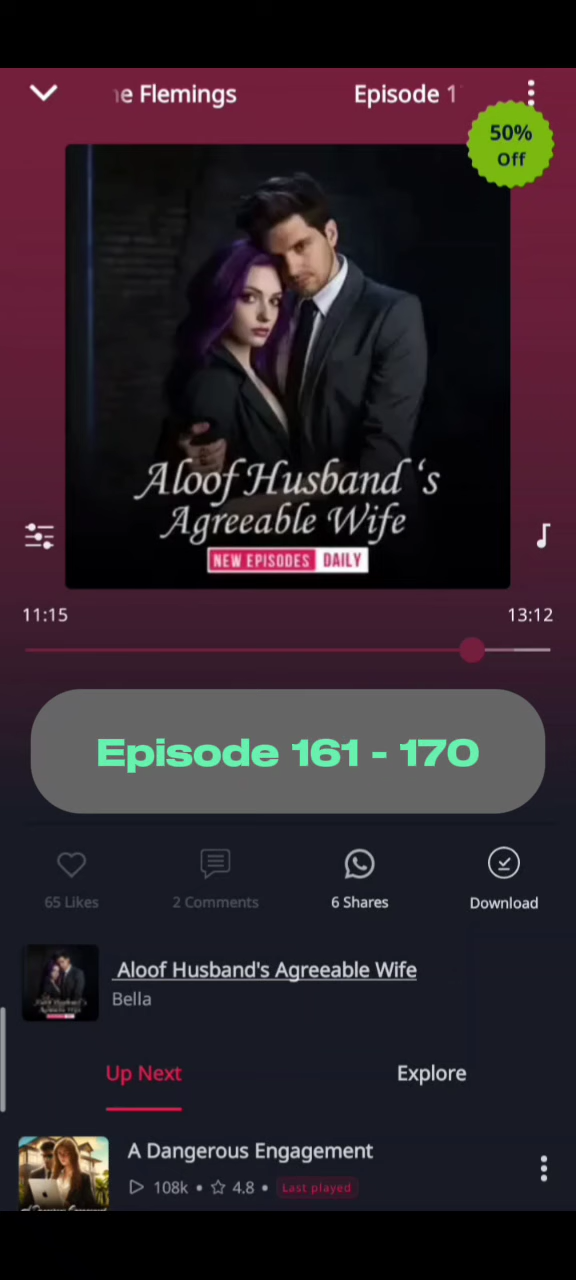 ne Flemings
Episode 1
50%
Off
Aloof Husband 's
Agreeable Wife
NEW EPISODES DAILY
11:15
13:12
Episode 161 - 170
65 Likes
2 Comments
6 Shares
Download
Aloof Husband's Agreeable Wife
Bella
Up Next
Explore
A Dangerous Engagement
108k • 4.8 • Last played